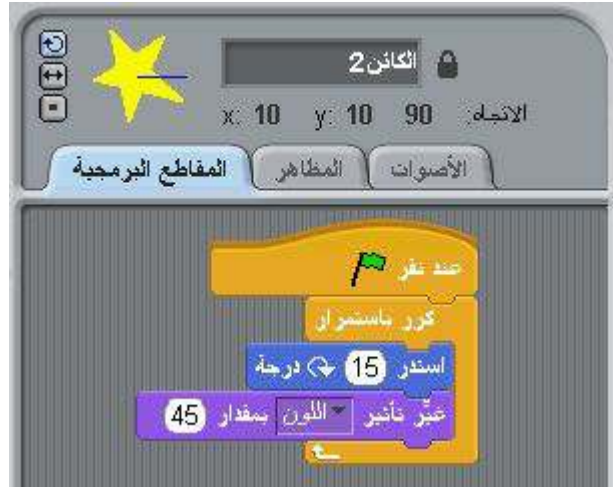 الكائن2
الاتجاه: 90 y: 10 x: 10
الأصوات المظاهر المقاطع البرمجية
عند نقر
كرر باستمرار
استدر 15 درجة
غيِّر تأثير اللون بمقدار 45